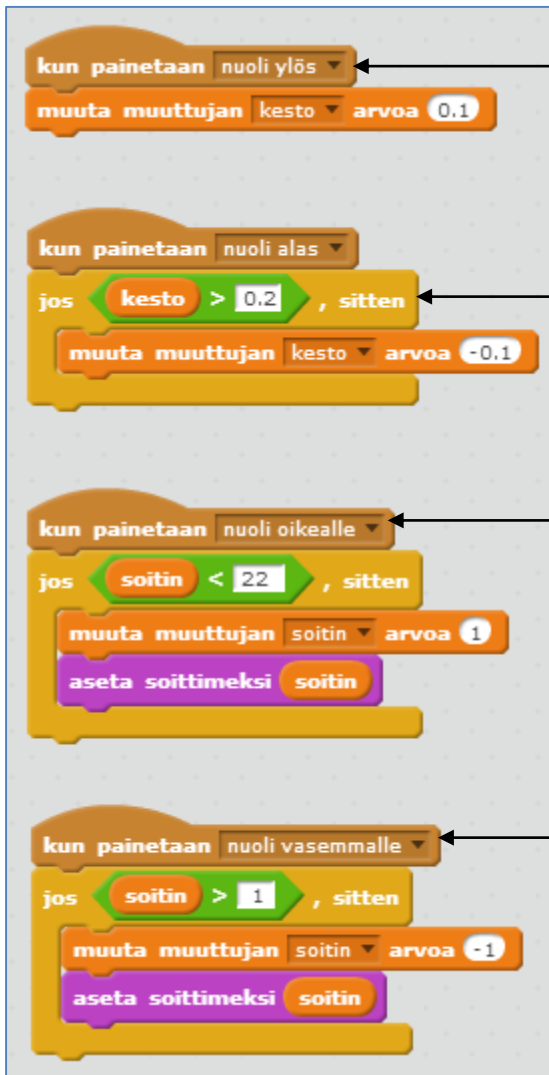 kun painetaan nuoli ylös
muuta muuttujan kesto arvoa 0.1
kun painetaan nuoli alas
jos kesto > 0.2 , sitten
muuta muuttujan kesto arvoa -0.1
kun painetaan nuoli oikealle
jos soitin < 22 , sitten
muuta muuttujan soitin arvoa 1
aseta soittimeksi soitin
kun painetaan nuoli vasemmalle
jos soitin > 1 , sitten
muuta muuttujan soitin arvoa -1
aseta soittimeksi soitin